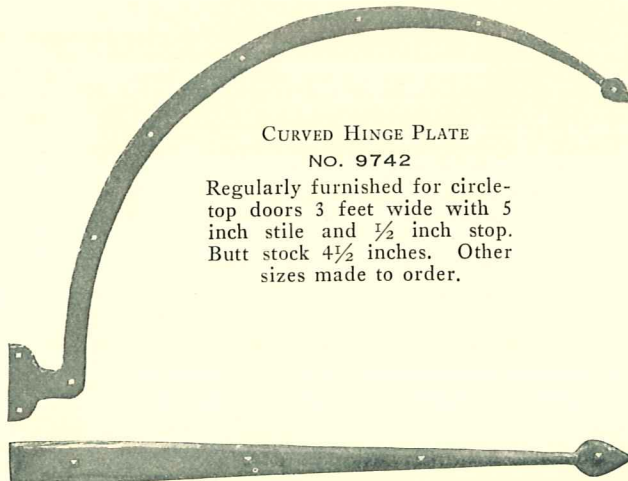 Curved Hinge Plate
No. 9742
Regularly furnished for circle-
top doors 3 feet wide with 5
inch stile and ½ inch stop.
Butt stock 4½ inches. Other
sizes made to order.